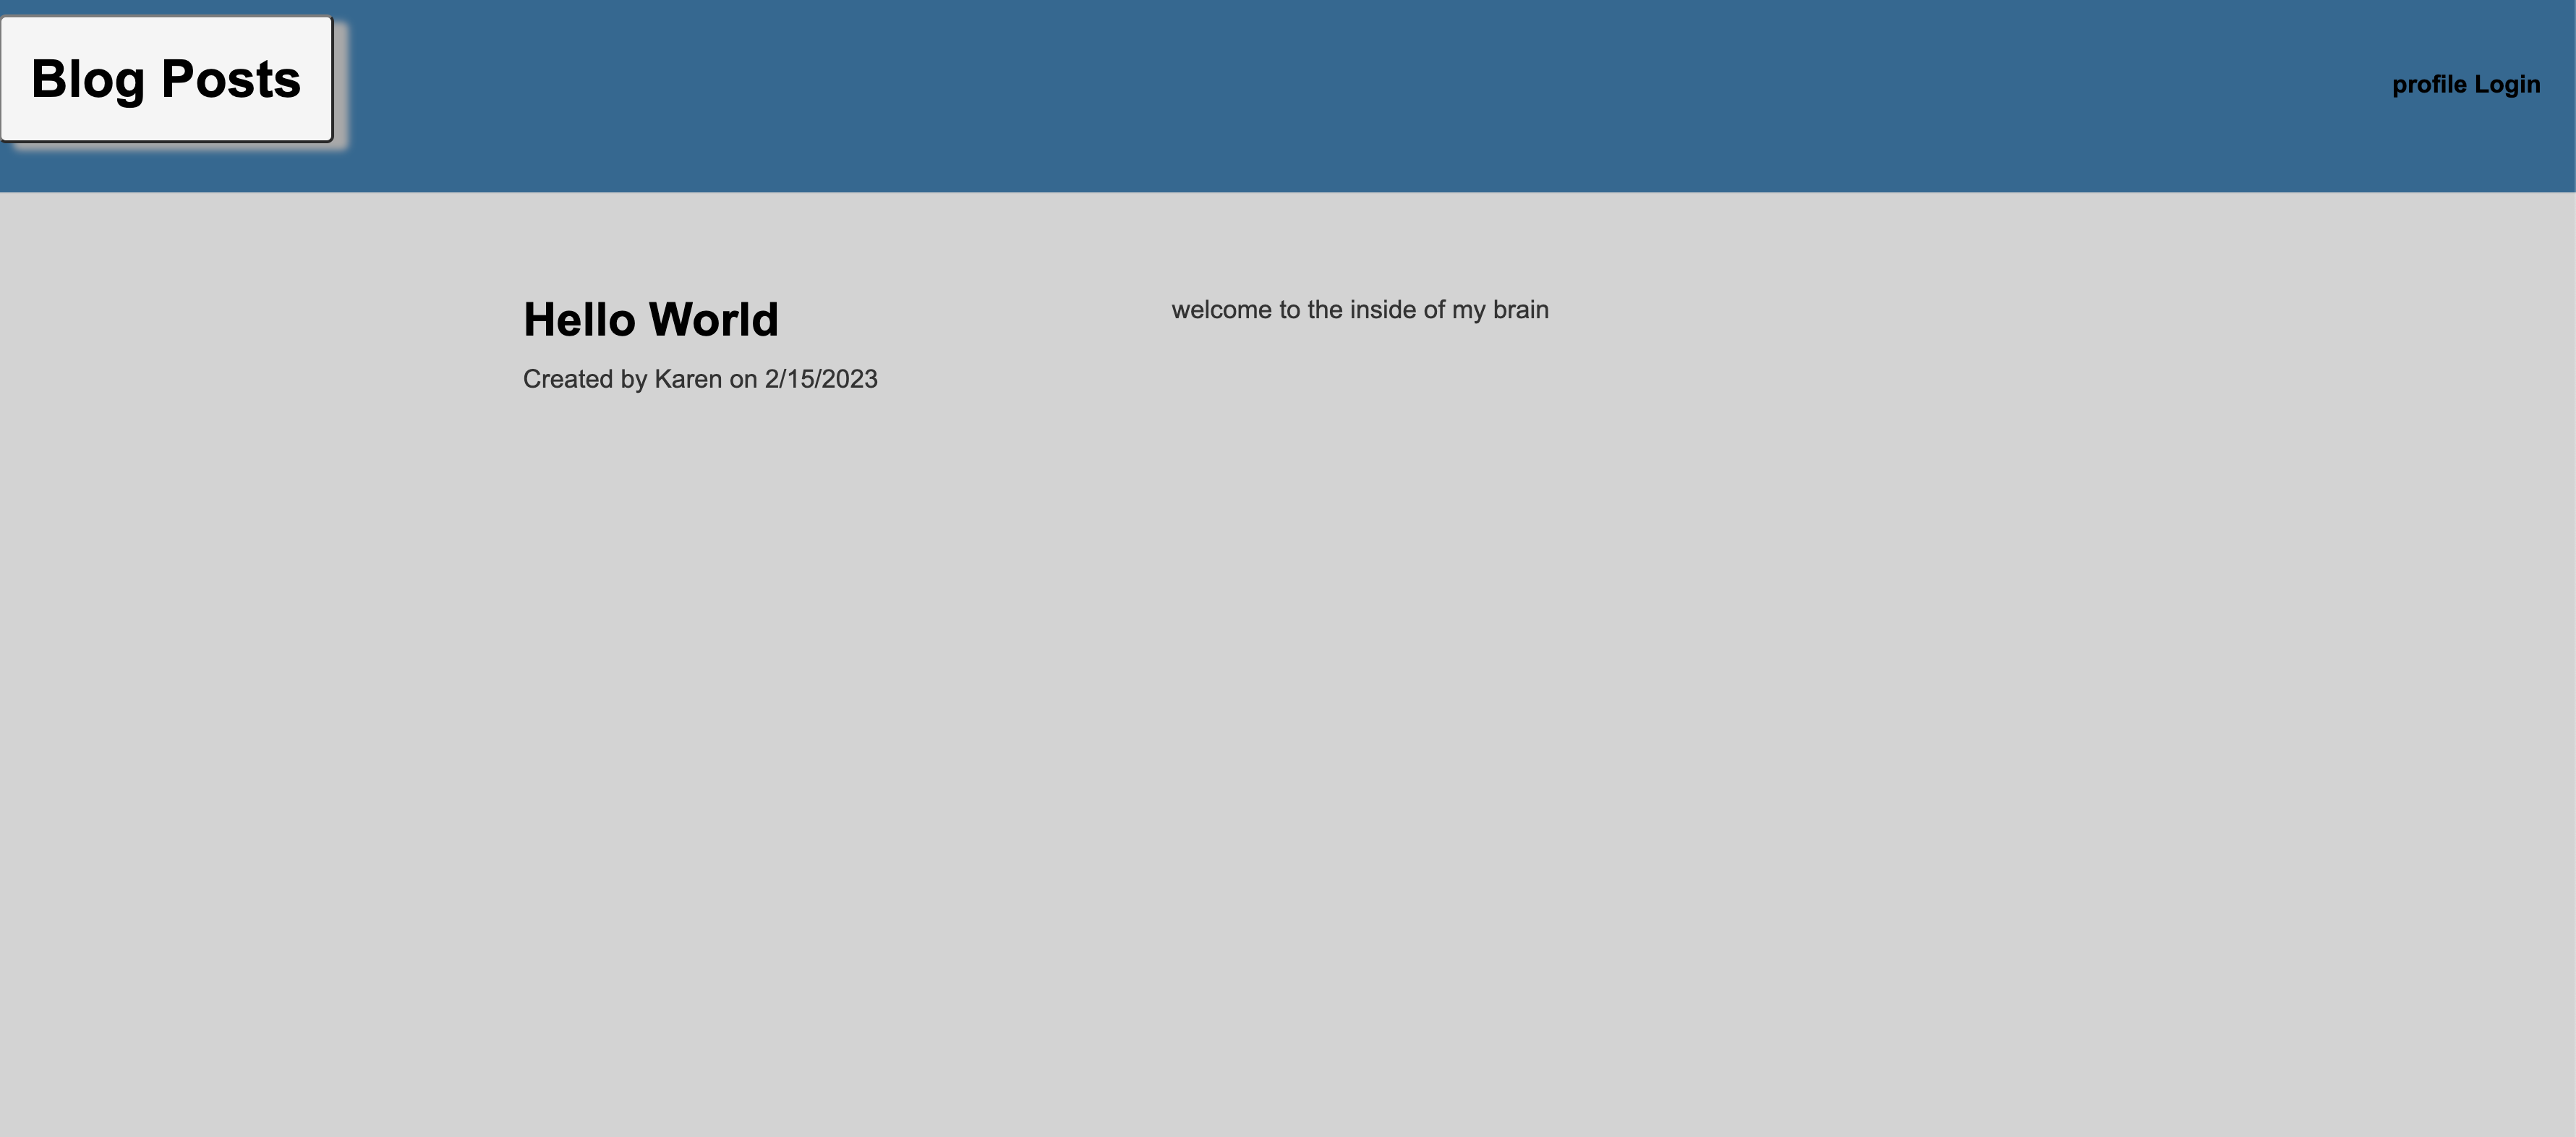 Blog Posts
profile Login
Hello World
Created by Karen on 2/15/2023
welcome to the inside of my brain